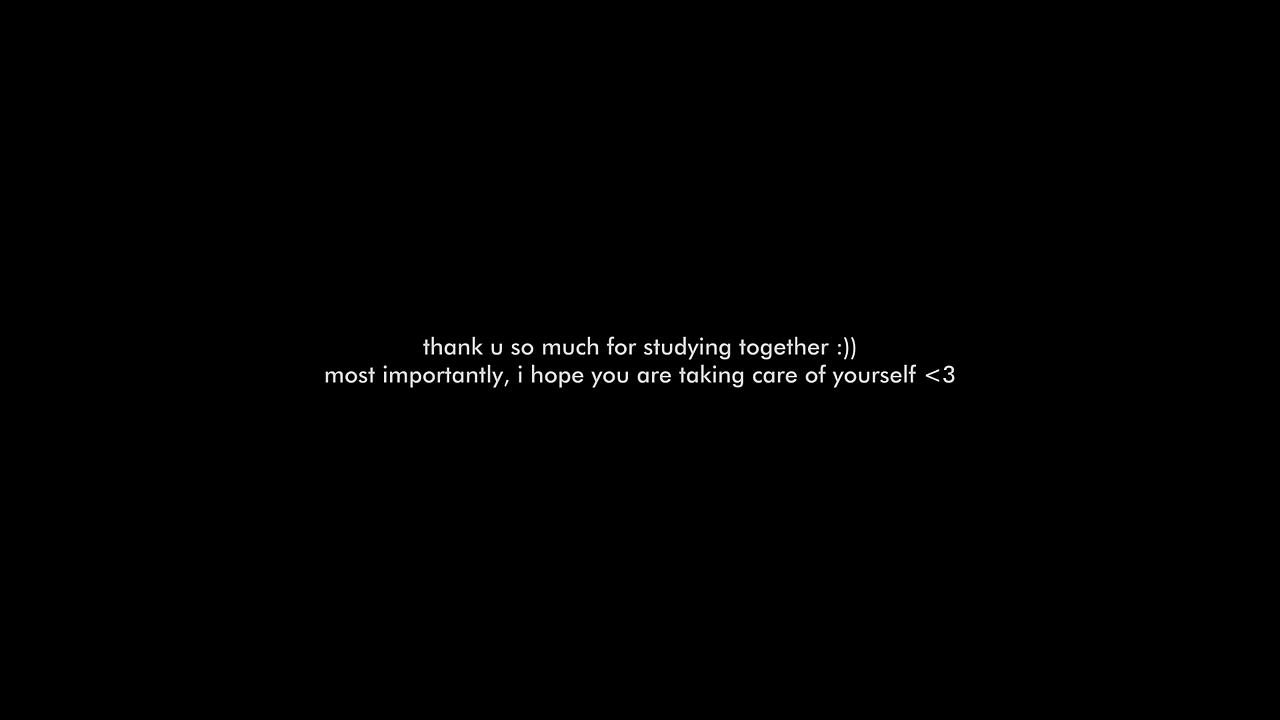 thank u so much for studying together :))
most importantly, i hope you are taking care of yourself <3